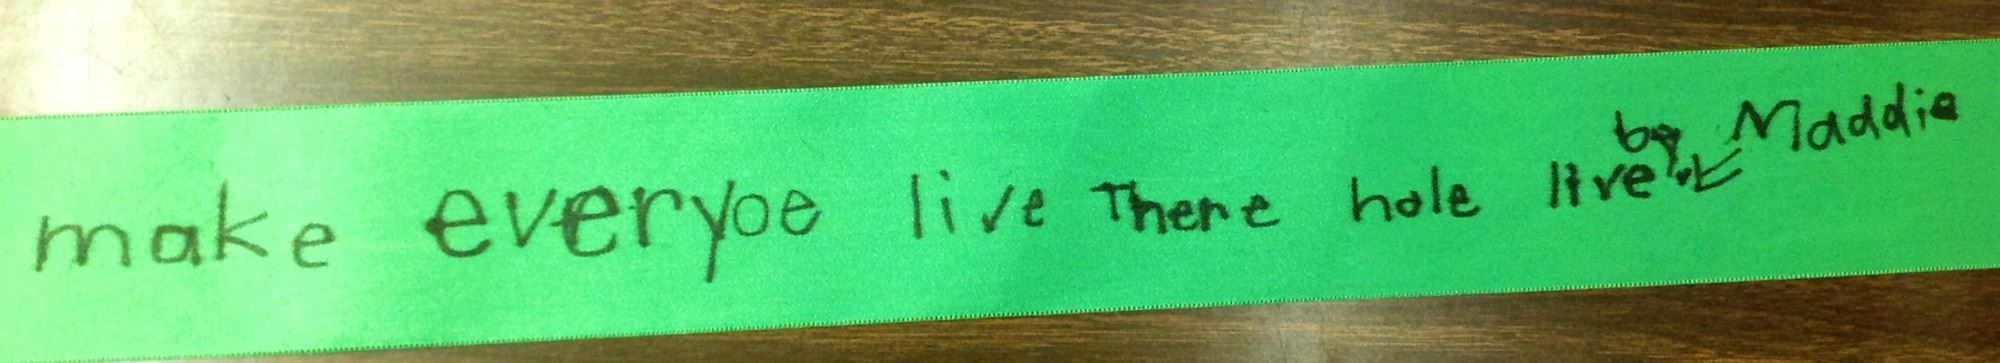 make everyoe live There hole live
by Maddie